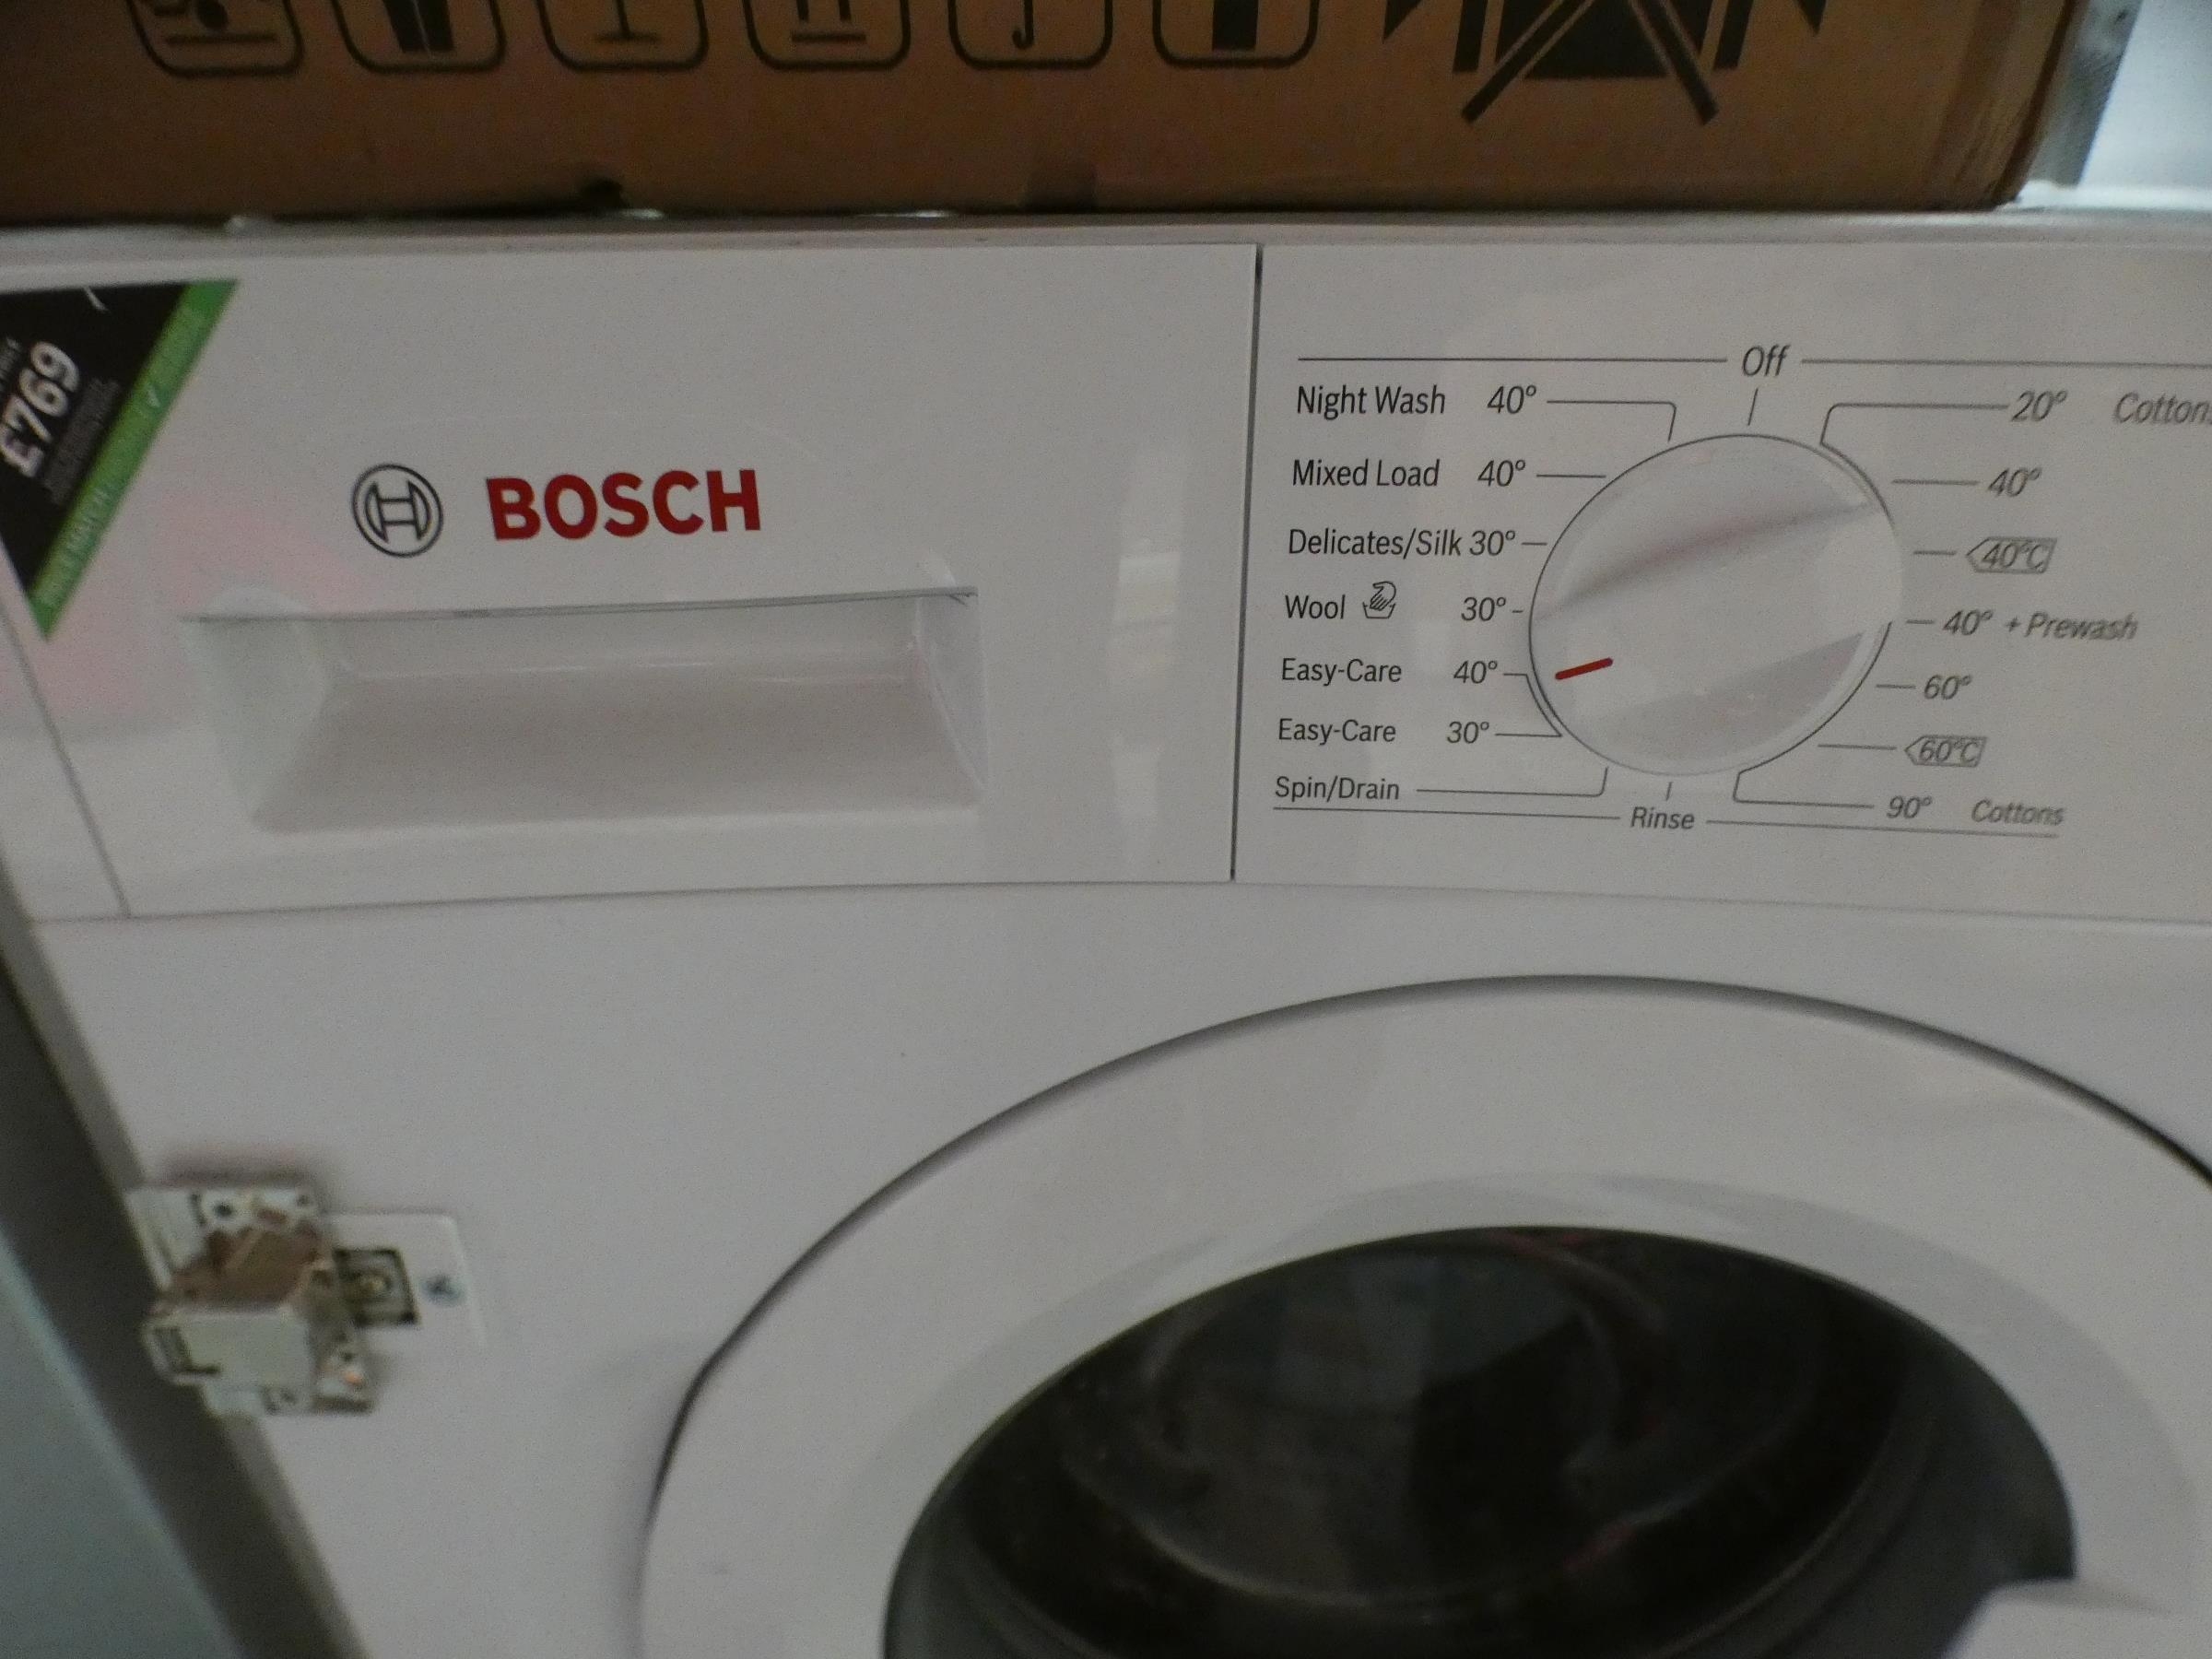 £769
BOSCH
Off
Night Wash 40°
Mixed Load 40°
Delicates/Silk 30°
Wool 30°
Easy-Care 40°
Easy-Care 30°
Spin/Drain
Rinse
20° Cottons
40°
40°C
40° + Prewash
60°
60°C
90° Cottons